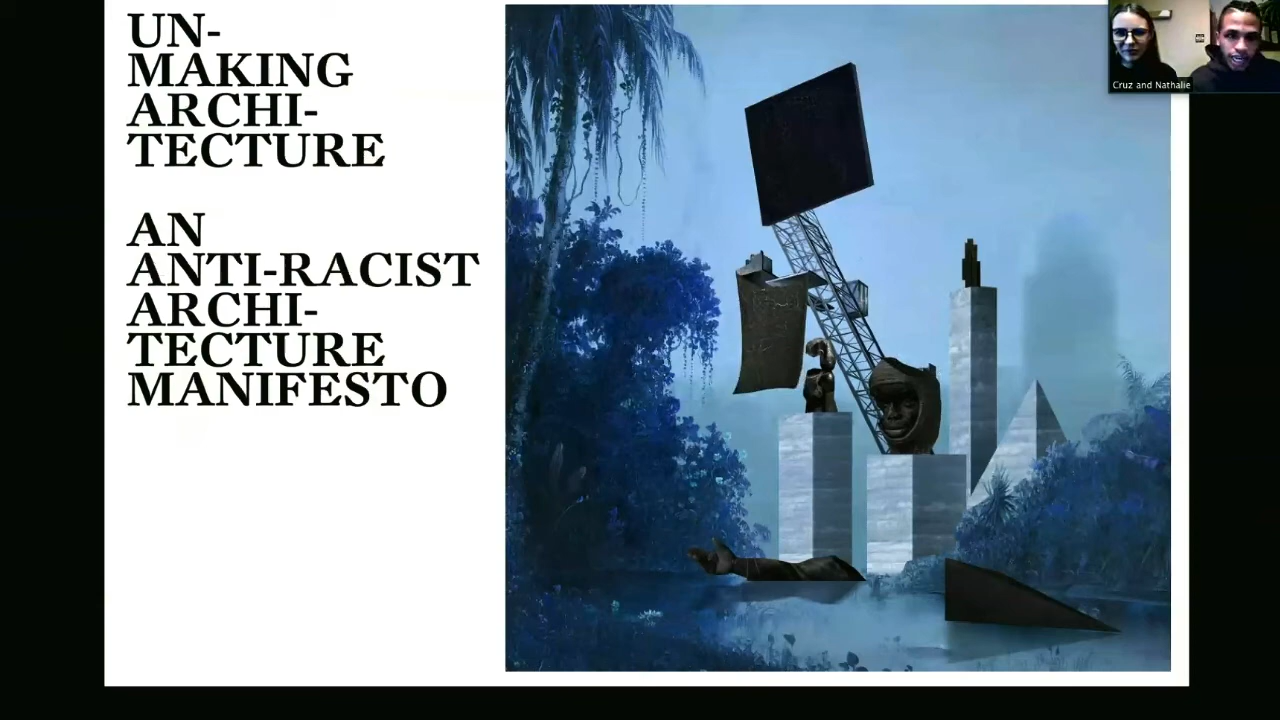 UN-
MAKING
ARCHI-
TECTURE
AN
ANTI-RACIST
ARCHI-
TECTURE
MANIFESTO
Cruz and Nathalie